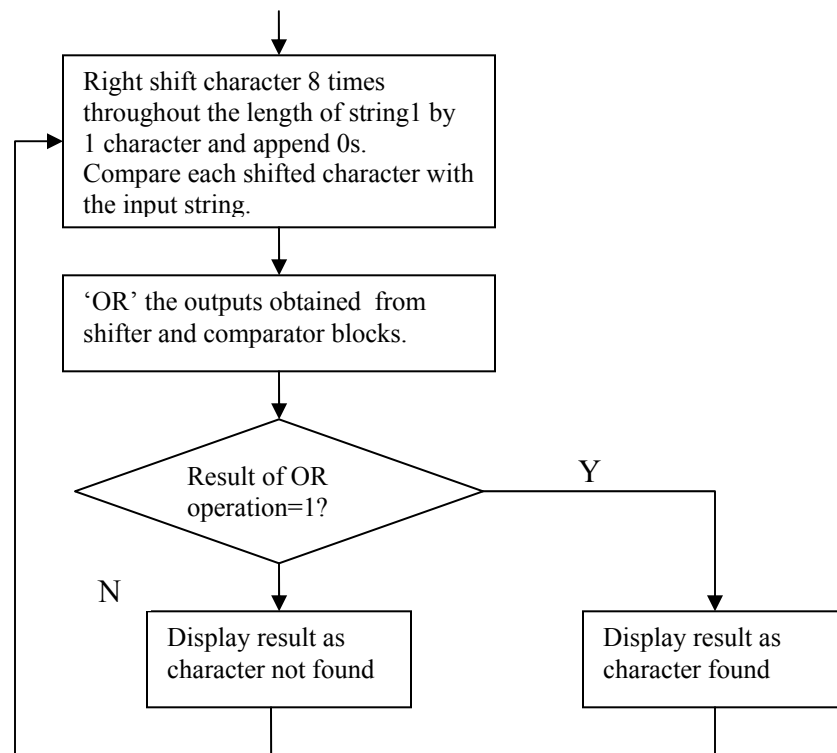 Right shift character 8 times
throughout the length of string1 by
1 character and append 0s.
Compare each shifted character with
the input string.
‘OR’ the outputs obtained from
shifter and comparator blocks.
Result of OR
operation=1?
Y
N
Display result as
character not found
Display result as
character found